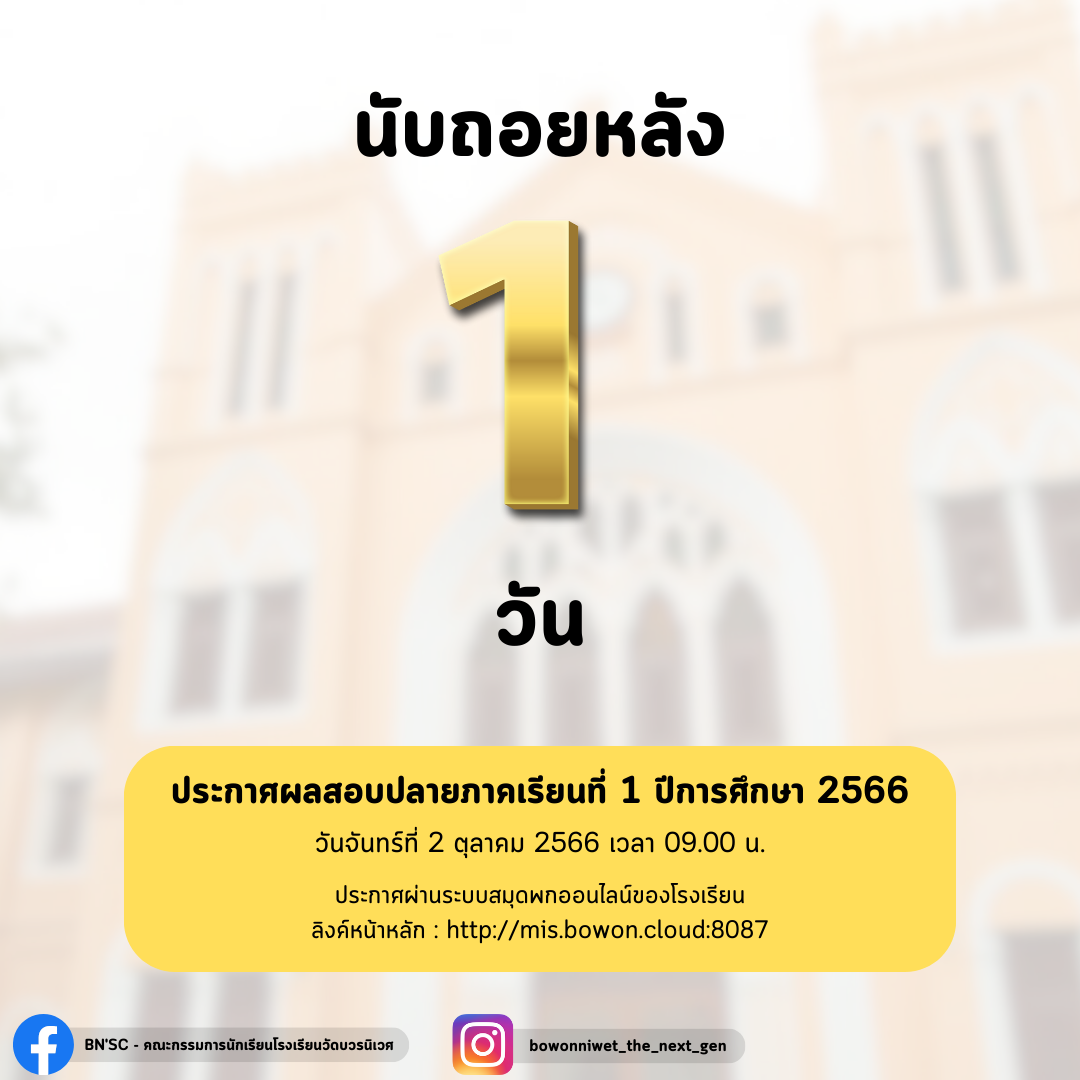 นับถอยหลัง
1
วัน
ประกาศผลสอบปลายภาคเรียนที่ 1 ปีการศึกษา 2566
วันจันทร์ที่ 2 ตุลาคม 2566 เวลา 09.00 น.
ประกาศผ่านระบบสมุดพกออนไลน์ของโรงเรียน
ลิงค์หน้าหลัก : http://mis.bowon.cloud:8087
BN'SC - คณะกรรมการนักเรียนโรงเรียนวัดบวรนิเวศ
bowonniwet_the_next_gen